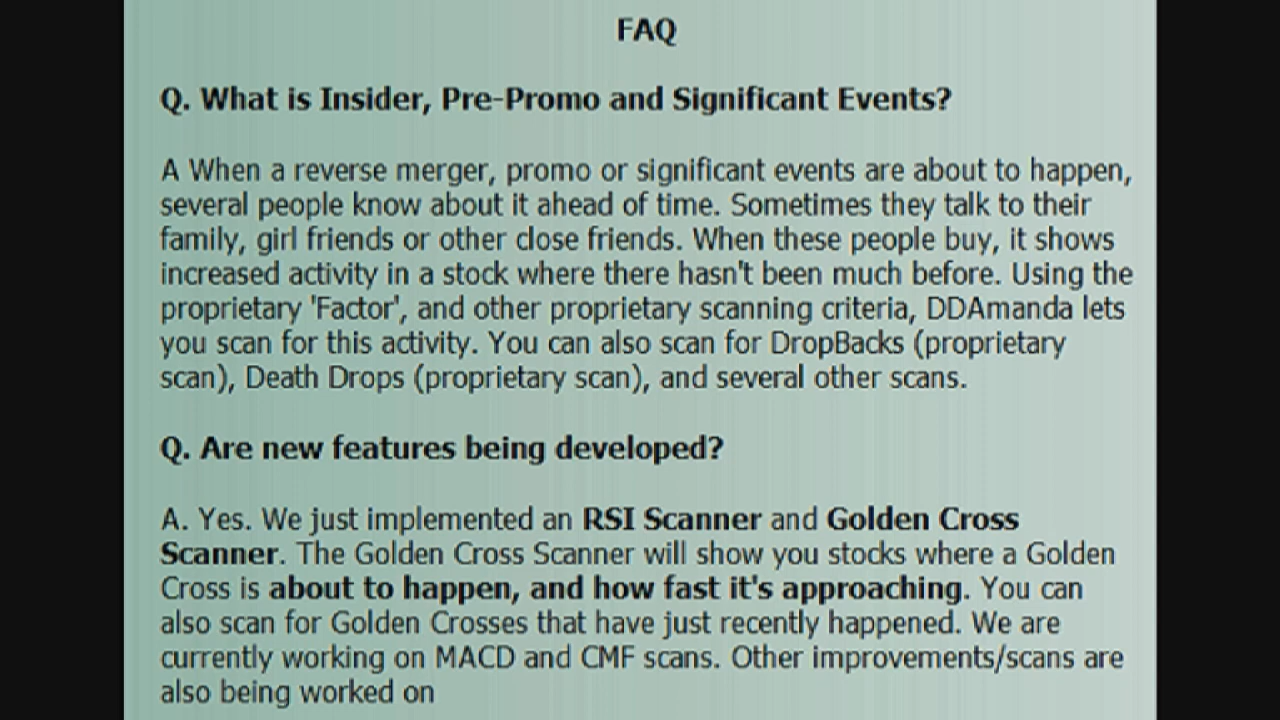 FAQ
Q. What is Insider, Pre-Promo and Significant Events?
A When a reverse merger, promo or significant events are about to happen,
several people know about it ahead of time. Sometimes they talk to their
family, girl friends or other close friends. When these people buy, it shows
increased activity in a stock where there hasn't been much before. Using the
proprietary 'Factor', and other proprietary scanning criteria, DDAmanda lets
you scan for this activity. You can also scan for DropBacks (proprietary
scan), Death Drops (proprietary scan), and several other scans.
Q. Are new features being developed?
A. Yes. We just implemented an RSI Scanner and Golden Cross
Scanner. The Golden Cross Scanner will show you stocks where a Golden
Cross is about to happen, and how fast it's approaching. You can
also scan for Golden Crosses that have just recently happened. We are
currently working on MACD and CMF scans. Other improvements/scans are
also being worked on